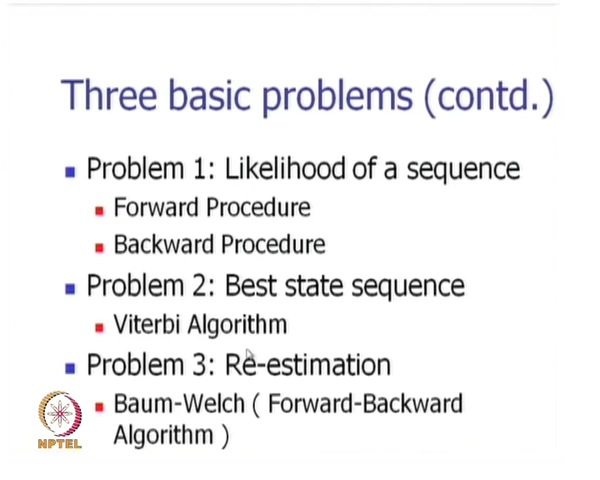 Three basic problems (contd.)
Problem 1: Likelihood of a sequence
Forward Procedure
Backward Procedure
Problem 2: Best state sequence
Viterbi Algorithm
Problem 3: Re-estimation
Baum-Welch ( Forward-Backward
Algorithm )
NPTEL